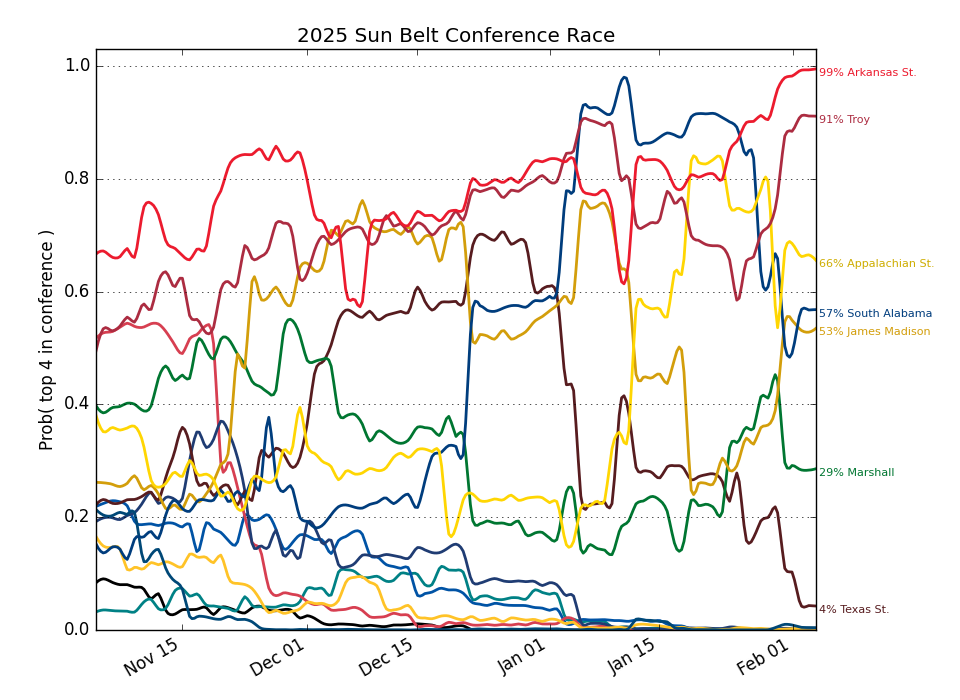 2025 Sun Belt Conference Race
Prob( top 4 in conference )
1.0
0.8
0.6
0.4
0.2
0.0
Nov 15
Dec 01
Dec 15
Jan 01
Jan 15
Feb 01
99% Arkansas St.
91% Troy
66% Appalachian St.
57% South Alabama
53% James Madison
29% Marshall
4% Texas St.